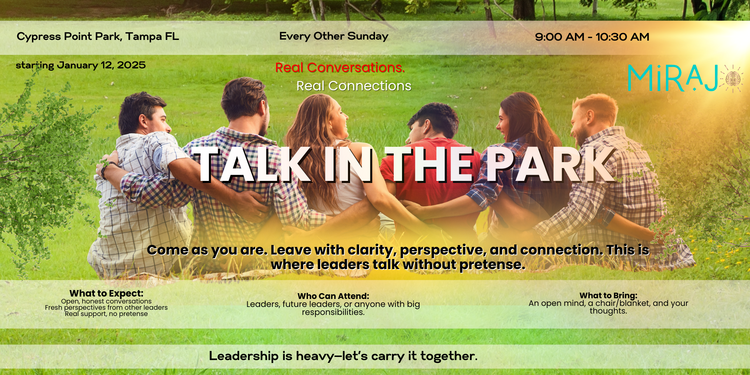 Cypress Point Park, Tampa FL
Every Other Sunday
9:00 AM - 10:30 AM
starting January 12, 2025
Real Conversations.
Real Connections
MiRAJ
TALK IN THE PARK
Come as you are. Leave with clarity, perspective, and connection. This is
where leaders talk without pretense.
What to Expect:
Open, honest conversations
Fresh perspectives from other leaders
Real support, no pretense
Who Can Attend:
Leaders, future leaders, or anyone with big
responsibilities.
What to Bring:
An open mind, a chair/blanket, and your
thoughts.
Leadership is heavy—let's carry it together.